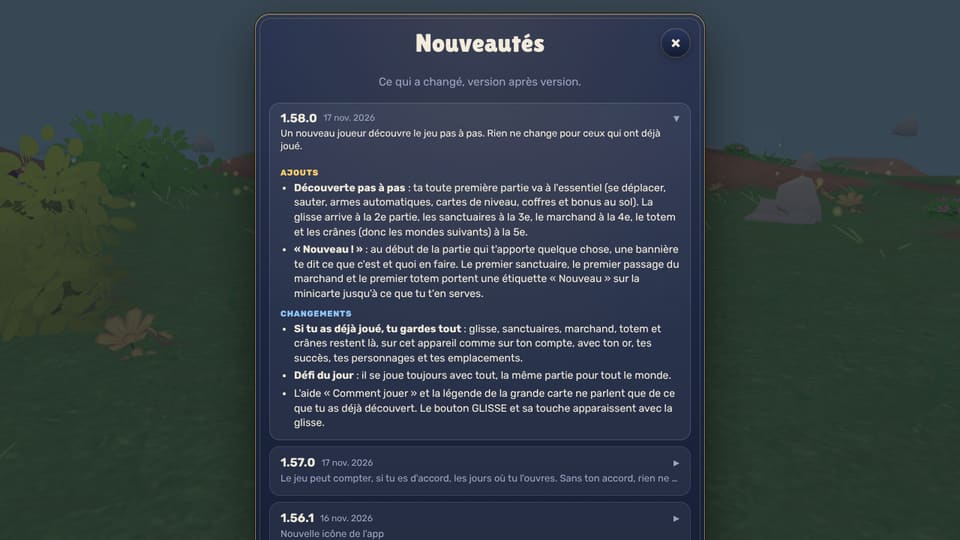 Nouveautés
×
Ce qui a changé, version après version.
1.58.0 17 nov. 2026
Un nouveau joueur découvre le jeu pas à pas. Rien ne change pour ceux qui ont déjà
joué.
AJOUTS
• Découverte pas à pas : ta toute première partie va à l'essentiel (se déplacer,
sauter, armes automatiques, cartes de niveau, coffres et bonus au sol). La
glisse arrive à la 2e partie, les sanctuaires à la 3e, le marchand à la 4e, le totem
et les crânes (donc les mondes suivants) à la 5e.
• « Nouveau ! » : au début de la partie qui t'apporte quelque chose, une bannière
te dit ce que c'est et quoi en faire. Le premier sanctuaire, le premier passage du
marchand et le premier totem portent une étiquette « Nouveau » sur la
minicarte jusqu'à ce que tu t'en serves.
CHANGEMENTS
• Si tu as déjà joué, tu gardes tout : glisse, sanctuaires, marchand, totem et
crânes restent là, sur cet appareil comme sur ton compte, avec ton or, tes
succès, tes personnages et tes emplacements.
• Défi du jour : il se joue toujours avec tout, la même partie pour tout le monde.
• L'aide « Comment jouer » et la légende de la grande carte ne parlent que de ce
que tu as déjà découvert. Le bouton GLISSE et sa touche apparaissent avec la
glisse.
1.57.0 17 nov. 2026
Le jeu peut compter, si tu es d'accord, les jours où tu l'ouvres. Sans ton accord, rien ne ...
1.56.1 16 nov. 2026
Nouvelle icône de l'app